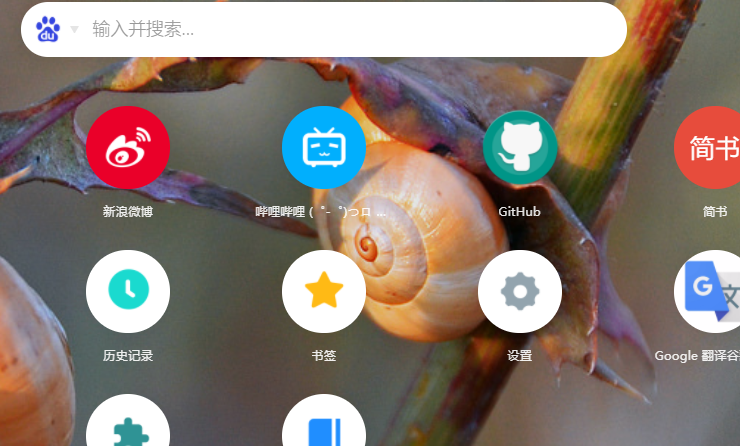 du 输入并搜索...
新浪微博
哔哩哔哩 ( ゜- ゜)つロ ...
GitHub
简书
简书
历史记录
书签
设置
G 文
Google 翻译谷